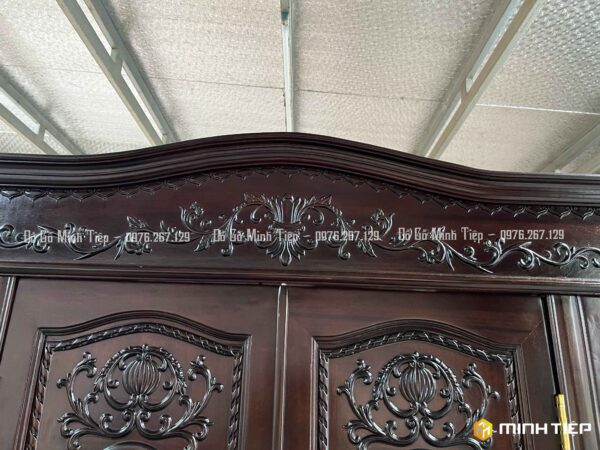 Đồ Gỗ Minh Tiệp - 0976.267.129 Đồ Gỗ Minh Tiệp - 0976.267.129 Đồ Gỗ Minh Tiệp - 0976.267.129
MINH TIỆP